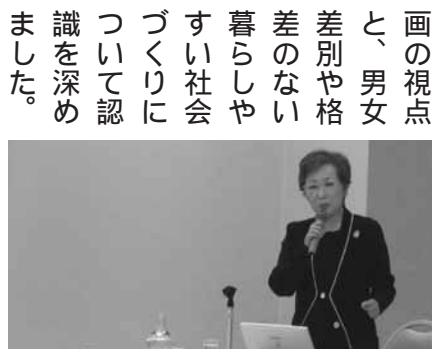 画の視点
と、男女
差別や格
差のない
暮らしや
すい社会
づくりに
ついて認
識を深め
ました。